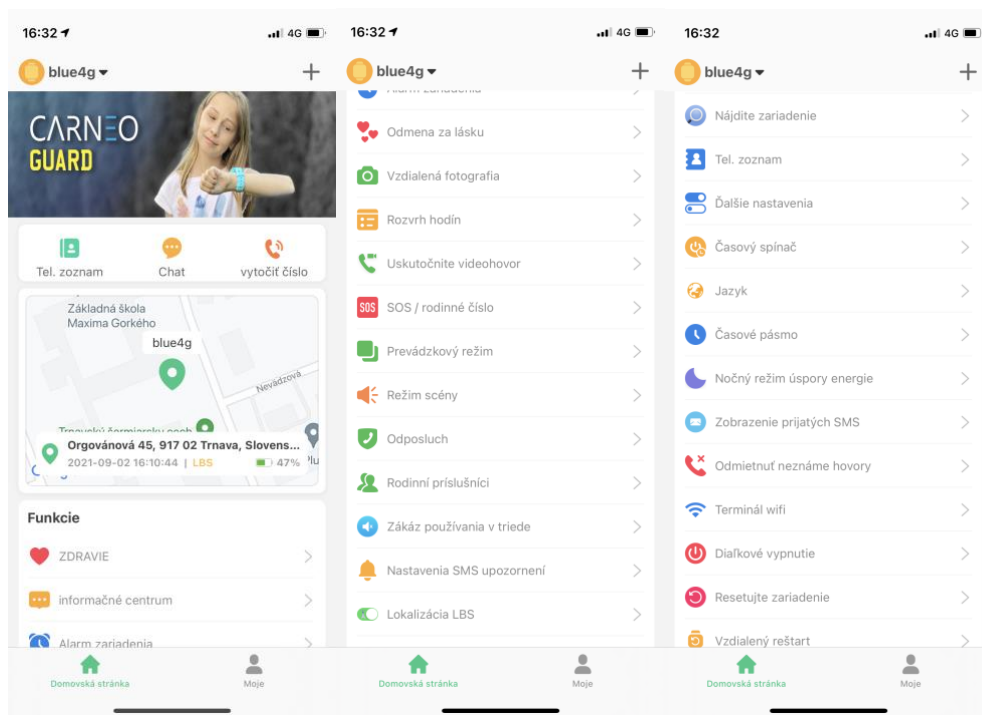 16:32
4G
blue4g
CARNEO
GUARD
Tel. zoznam
Chat
vytočiť číslo
Základná škola
Maxima Gorkého
blue4g
Nevädzová
Orgovánová 45, 917 02 Trnava, Slovens...
2021-09-02 16:10:44 | LBS
47%
Funkcie
ZDRAVIE
informačné centrum
Alarm zariadenia
Domovská stránka
Moje
16:32
4G
blue4g
Alarm zariadenia
Odmena za lásku
Vzdialená fotografia
Rozvrh hodín
Uskutočnite videohovor
SOS
SOS / rodinné číslo
Prevádzkový režim
Režim scény
Odposluch
Rodinní príslušníci
Zákáz používania v triede
Nastavenia SMS upozornení
Lokalizácia LBS
Domovská stránka
Moje
16:32
4G
blue4g
Nájdite zariadenie
Tel. zoznam
Ďalšie nastavenia
Časový spínač
Jazyk
Časové pásmo
Nočný režim úspory energie
Zobrazenie prijatých SMS
Odmietnuť neznáme hovory
Terminál wifi
Diaľkové vypnutie
Resetujte zariadenie
Vzdialený reštart
Domovská stránka
Moje